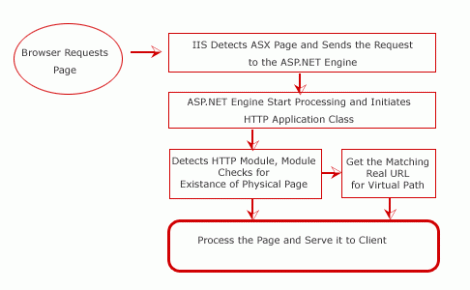 Browser Requests
Page
IIS Detects ASX Page and Sends the Request
to the ASP.NET Engine
ASP.NET Engine Start Processing and Initiates
HTTP Application Class
Detects HTTP Module, Module
Checks for
Existance of Physical Page
Get the Matching
Real URL
for Virtual Path
Process the Page and Serve it to Client